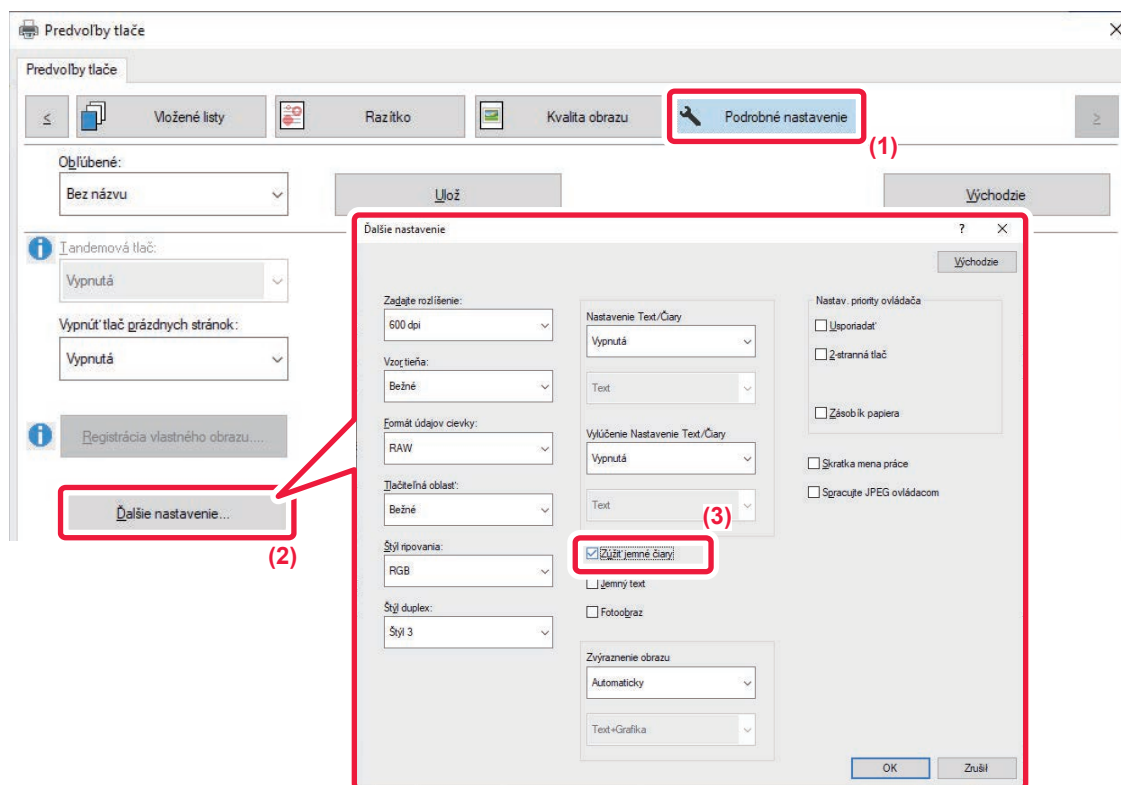 Predvoľby tlače
Predvoľby tlače
<
Vložené listy
Razítko
Kvalita obrazu
Podrobné nastavenie
>
(1)
Obľúbené:
Bez názvu
Ulož
Východzie
Tandemová tlač:
Vypnutá
Vypnúť tlač prázdnych stránok:
Vypnutá
Registrácia vlastného obrazu....
Ďalšie nastavenie...
(2)
Ďalšie nastavenie
?
Východzie
Zadajte rozlíšenie:
600 dpi
Vzor tieňa:
Bežné
Formát údajov cievky:
RAW
Tlačiteľná oblasť:
Bežné
Štýl ripovania:
RGB
Štýl duplex:
Štýl 3
Nastavenie Text/Čiary
Vypnutá
Text
Vylúčenie Nastavenie Text/Čiary
Vypnutá
Text
(3)
Zúžiť jemné čiary
Jemný text
Fotoobraz
Zvýraznenie obrazu
Automaticky
Text+Grafika
Nastav. priority ovládača
Usporiadať
2-stranná tlač
Zásobík papiera
Skratka mena práce
Spracujte JPEG ovládacom
OK
Zrušiť